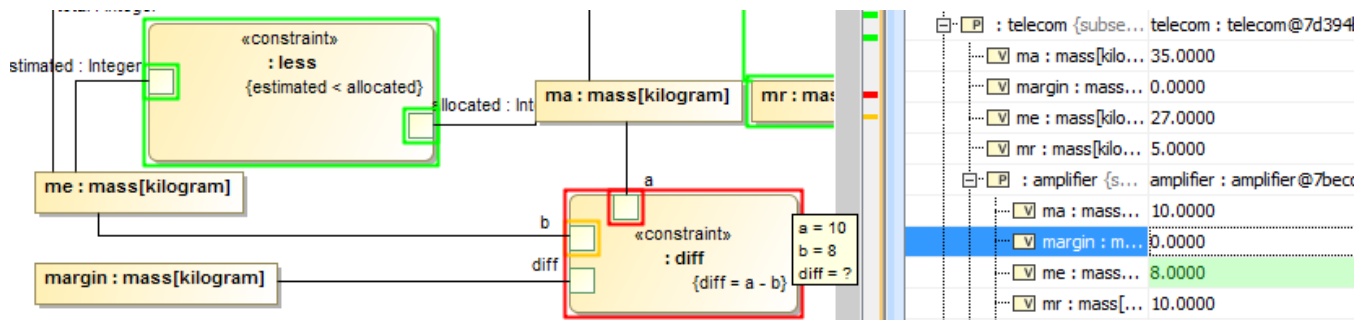 total : Integer
«constraint»
: less
{estimated < allocated}
stimated : Integer
allocated : Int
ma : mass[kilogram]
mr : mas
me : mass[kilogram]
a
b
«constraint»
: diff
{diff = a - b}
diff
margin : mass[kilogram]
a = 10
b = 8
diff = ?
P : telecom {subse... telecom : telecom@7d394
V ma : mass[kilo... 35.0000
V margin : mass... 0.0000
V me : mass[kilo... 27.0000
V mr : mass[kilo... 5.0000
P : amplifier {s... amplifier : amplifier@7bec
V ma : mass... 10.0000
V margin : m... 0.0000
V me : mass... 8.0000
V mr : mass[... 10.0000